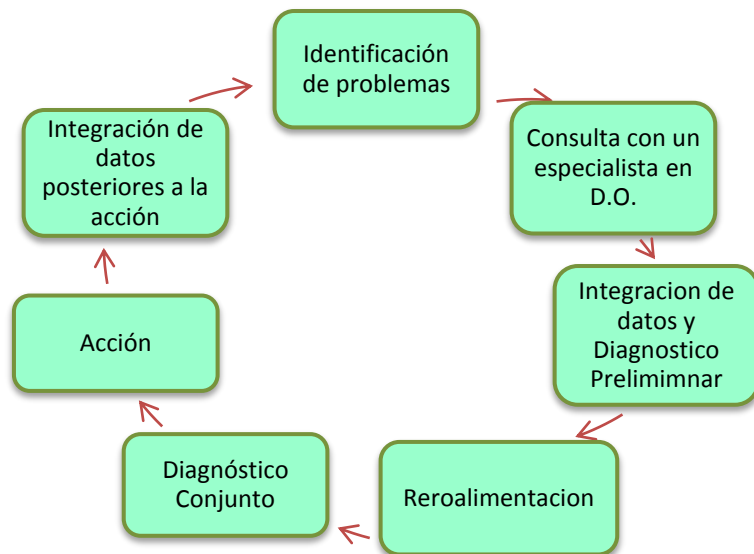 Identificación
de problemas
Consulta con un
especialista en
D.O.
Integracion de
datos y
Diagnostico
Prelimimnar
Reroalimentacion
Diagnóstico
Conjunto
Acción
Integración de
datos
posteriores a la
acción